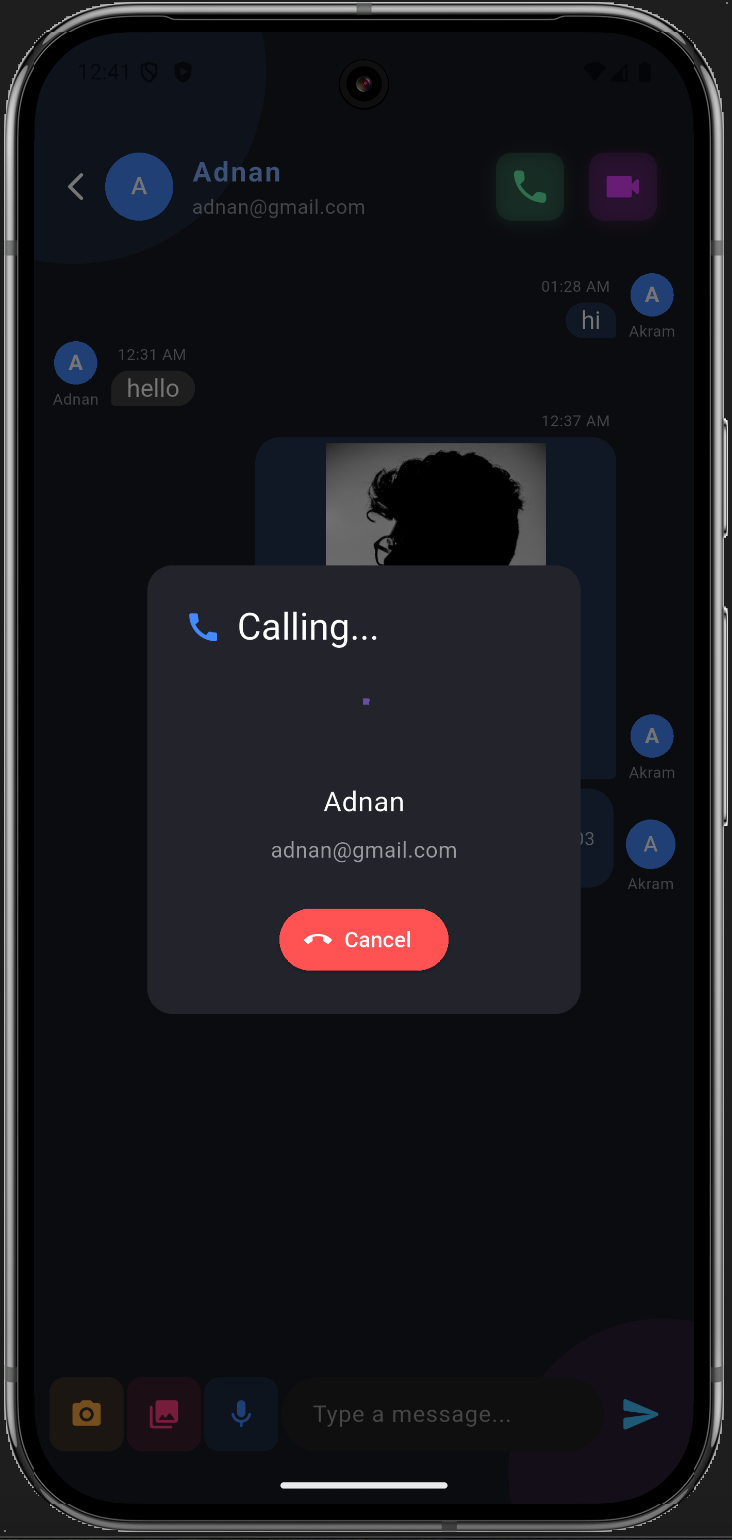 12:41
A
Adnan
adnan@gmail.com
01:28 AM
A
hi
Akram
12:31 AM
A
hello
Adnan
12:37 AM
Calling...
A
Akram
Adnan
03
A
adnan@gmail.com
Akram
Cancel
Type a message...